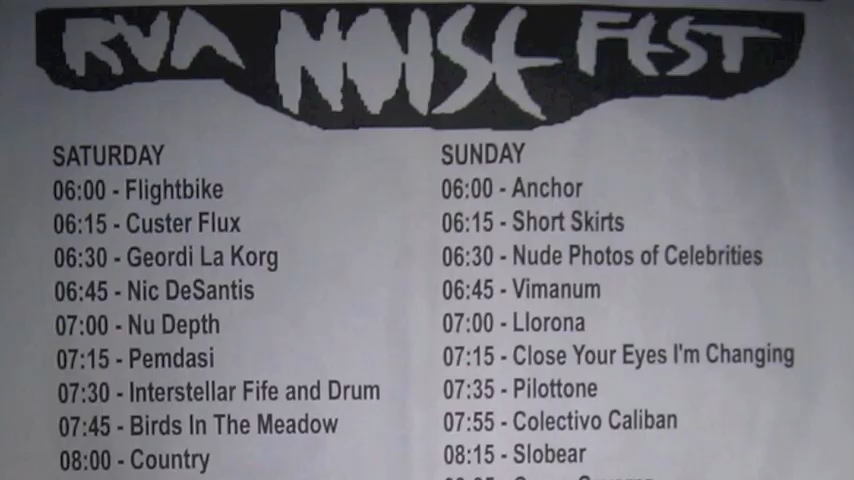 RVA NOISE FEST
SATURDAY
06:00 - Flightbike
06:15 - Custer Flux
06:30 - Geordi La Korg
06:45 - Nic DeSantis
07:00 - Nu Depth
07:15 - Pemdasi
07:30 - Interstellar Fife and Drum
07:45 - Birds In The Meadow
08:00 - Country
SUNDAY
06:00 - Anchor
06:15 - Short Skirts
06:30 - Nude Photos of Celebrities
06:45 - Vimanum
07:00 - Llorona
07:15 - Close Your Eyes I'm Changing
07:35 - Pilottone
07:55 - Colectivo Caliban
08:15 - Slobear